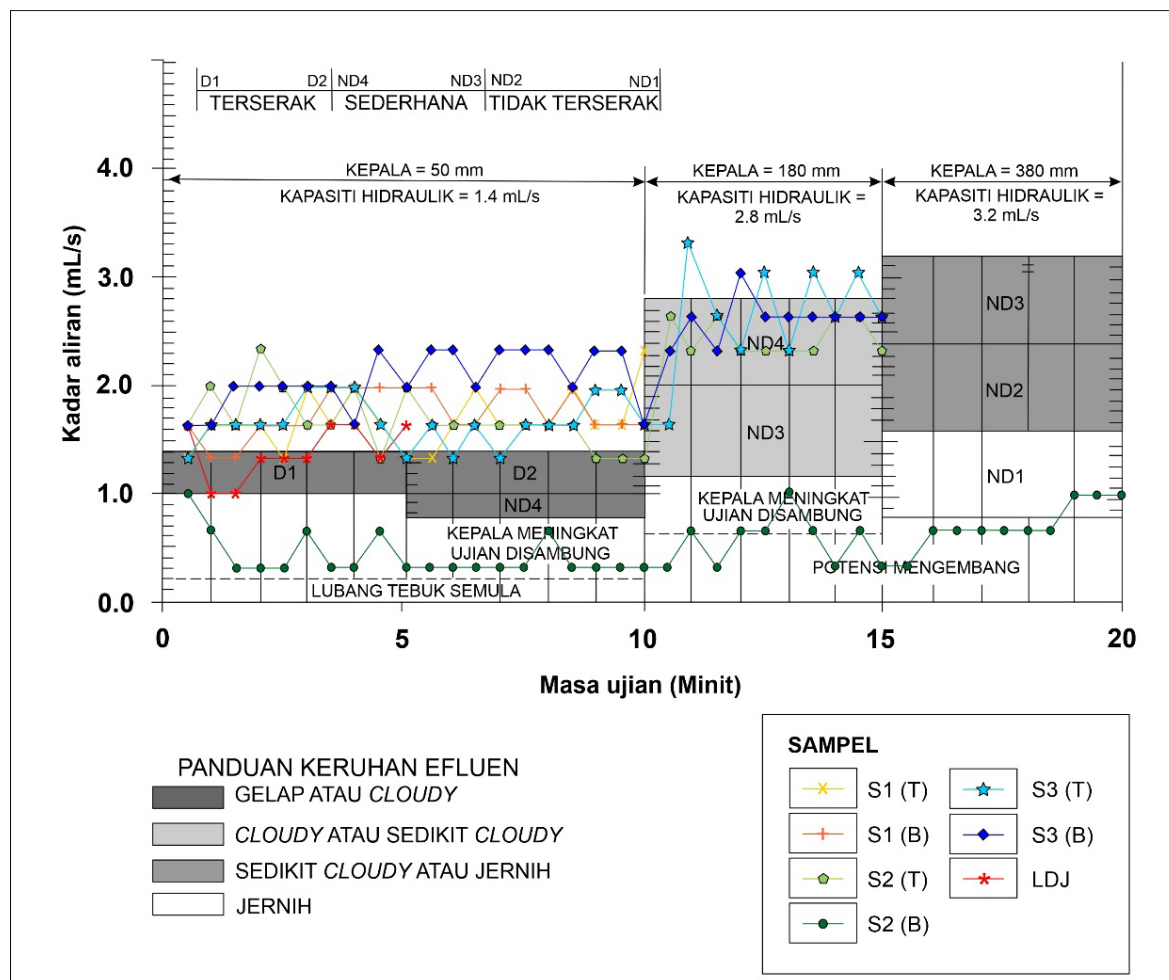 D1 D2 ND4 ND3 ND2 ND1
TERSERAK SEDERHANA TIDAK TERSERAK
4.0
3.0
2.0
1.0
0.0
Kadar aliran (mL/s)
KEPALA = 50 mm
KAPASITI HIDRAULIK = 1.4 mL/s
KEPALA = 180 mm
KAPASITI HIDRAULIK =
2.8 mL/s
KEPALA = 380 mm
KAPASITI HIDRAULIK =
3.2 mL/s
D1
D2
ND4
KEPALA MENINGKAT
UJIAN DISAMBUNG
LUBANG TEBUK SEMULA
ND4
ND3
KEPALA MENINGKAT
UJIAN DISAMBUNG
ND3
ND2
ND1
POTENSI MENGEMBANG
0 5 10 15 20
Masa ujian (Minit)
PANDUAN KERUHAN EFLUEN
GELAP ATAU CLOUDY
CLOUDY ATAU SEDIKIT CLOUDY
SEDIKIT CLOUDY ATAU JERNIH
JERNIH
SAMPEL
S1 (T)
S1 (B)
S2 (T)
S2 (B)
S3 (T)
S3 (B)
LDJ